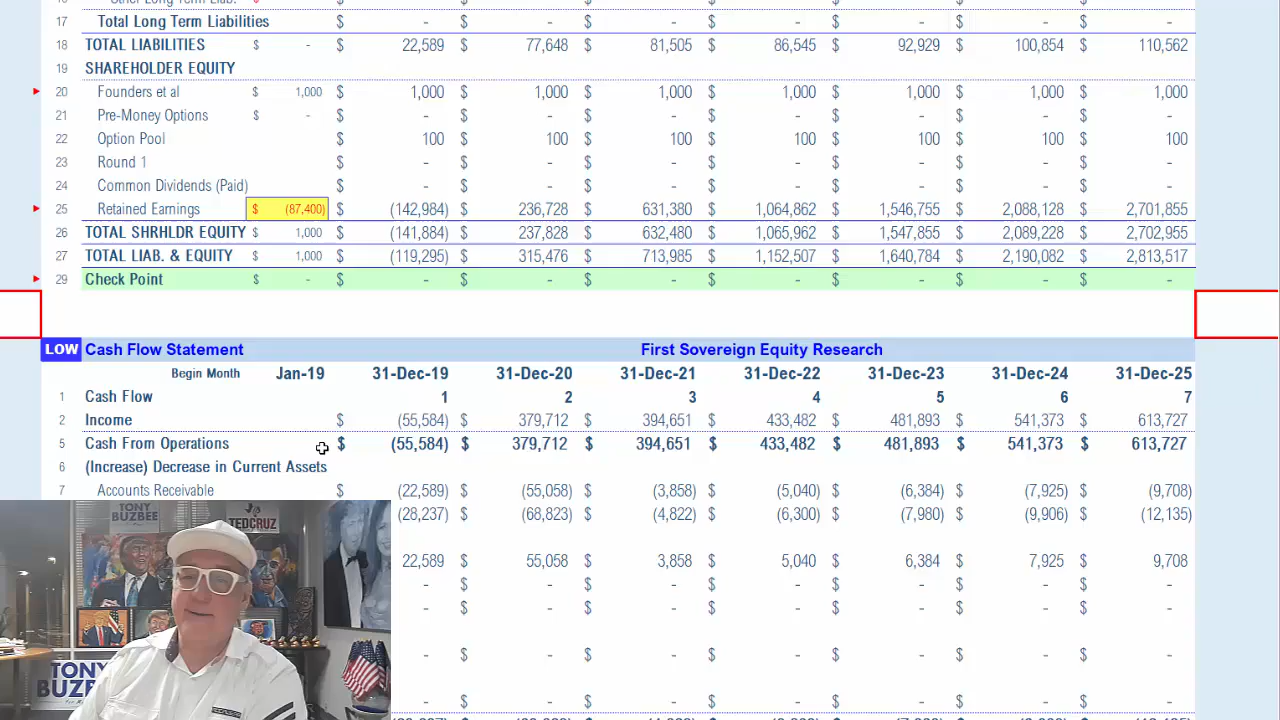 17 Total Long Term Liabilities $ - $ - $ - $ - $ - $ - $ -
18 TOTAL LIABILITIES $ - $ 22,589 $ 77,648 $ 81,505 $ 86,545 $ 92,929 $ 100,854 $ 110,562
19 SHAREHOLDER EQUITY
20 Founders et al $ 1,000 $ 1,000 $ 1,000 $ 1,000 $ 1,000 $ 1,000 $ 1,000 $ 1,000
21 Pre-Money Options $ - $ - $ - $ - $ - $ - $ - $ -
22 Option Pool $ 100 $ 100 $ 100 $ 100 $ 100 $ 100 $ 100
23 Round 1 $ - $ - $ - $ - $ - $ - $ -
24 Common Dividends (Paid) $ - $ - $ - $ - $ - $ - $ -
25 Retained Earnings $ (87,400) $ (142,984) $ 236,728 $ 631,380 $ 1,064,862 $ 1,546,755 $ 2,088,128 $ 2,701,855
26 TOTAL SHRHLDR EQUITY $ 1,000 $ (141,884) $ 237,828 $ 632,480 $ 1,065,962 $ 1,547,855 $ 2,089,228 $ 2,702,955
27 TOTAL LIAB. & EQUITY $ 1,000 $ (119,295) $ 315,476 $ 713,985 $ 1,152,507 $ 1,640,784 $ 2,190,082 $ 2,813,517
29 Check Point $ - $ - $ - $ - $ - $ - $ - $ -
LOW Cash Flow Statement First Sovereign Equity Research
Begin Month Jan-19 31-Dec-19 31-Dec-20 31-Dec-21 31-Dec-22 31-Dec-23 31-Dec-24 31-Dec-25
1 Cash Flow 1 2 3 4 5 6 7
2 Income $ (55,584) $ 379,712 $ 394,651 $ 433,482 $ 481,893 $ 541,373 $ 613,727
5 Cash From Operations $ (55,584) $ 379,712 $ 394,651 $ 433,482 $ 481,893 $ 541,373 $ 613,727
6 (Increase) Decrease in Current Assets
7 Accounts Receivable $ (22,589) $ (55,058) $ (3,858) $ (5,040) $ (6,384) $ (7,925) $ (9,708)
(28,237) $ (68,823) $ (4,822) $ (6,300) $ (7,980) $ (9,906) $ (12,135)
22,589 $ 55,058 $ 3,858 $ 5,040 $ 6,384 $ 7,925 $ 9,708
- $ - $ - $ - $ - $ - $ -
- $ - $ - $ - $ - $ - $ -
- $ - $ - $ - $ - $ - $ -
- $ - $ - $ - $ - $ - $ -
TONY
BUZBEE
TED CRUZ
TONY
BUZBEE